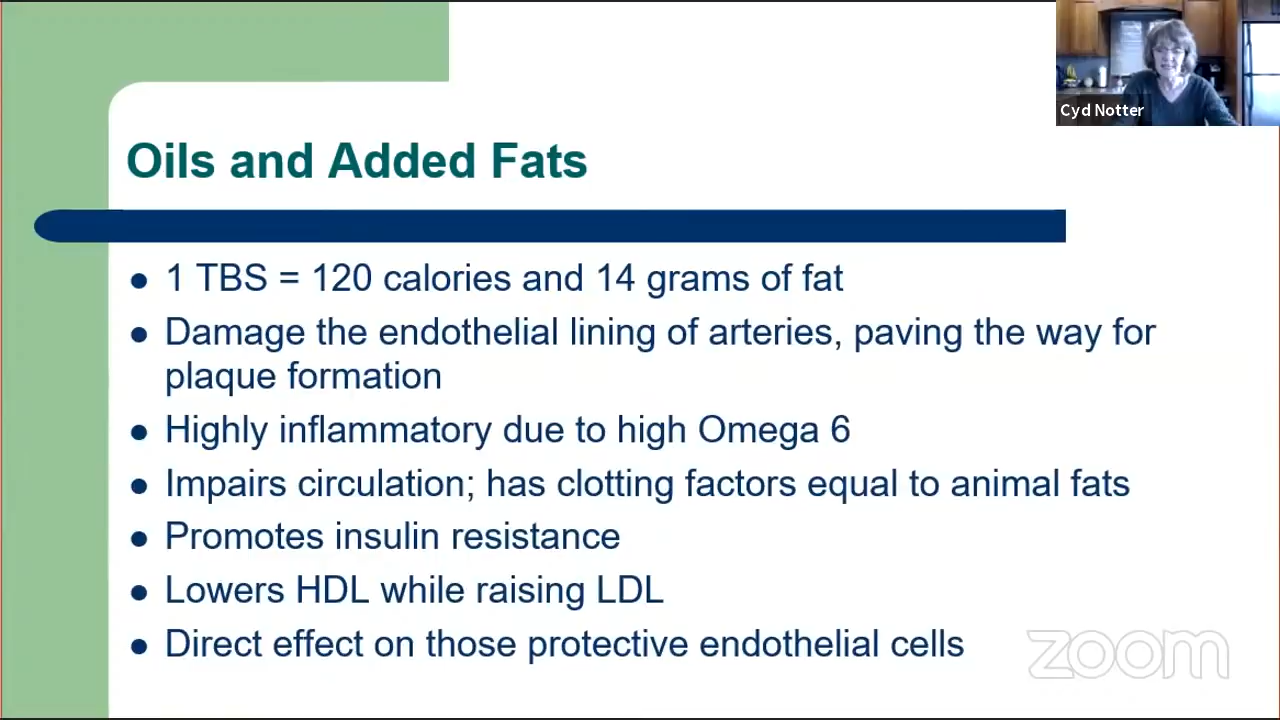 Cyd Notter
Oils and Added Fats
● 1 TBS = 120 calories and 14 grams of fat
● Damage the endothelial lining of arteries, paving the way for
plaque formation
● Highly inflammatory due to high Omega 6
● Impairs circulation; has clotting factors equal to animal fats
● Promotes insulin resistance
● Lowers HDL while raising LDL
● Direct effect on those protective endothelial cells
zoom